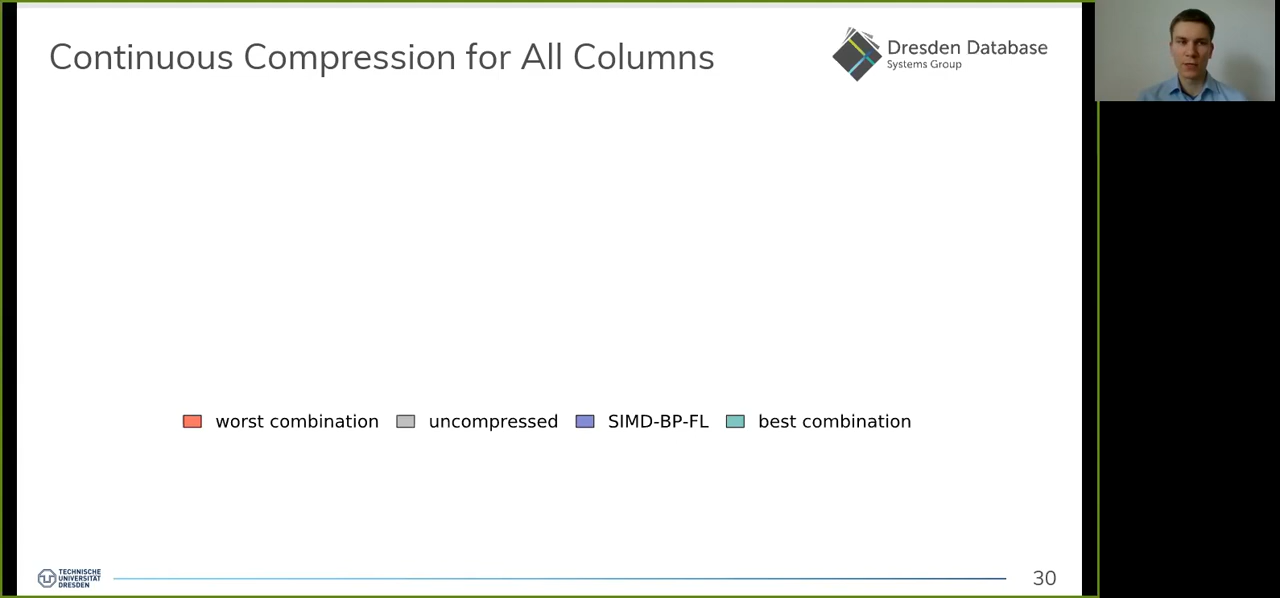 Continuous Compression for All Columns
Dresden Database
Systems Group
worst combination uncompressed SIMD-BP-FL best combination
TECHNISCHE
UNIVERSITÄT
DRESDEN
30